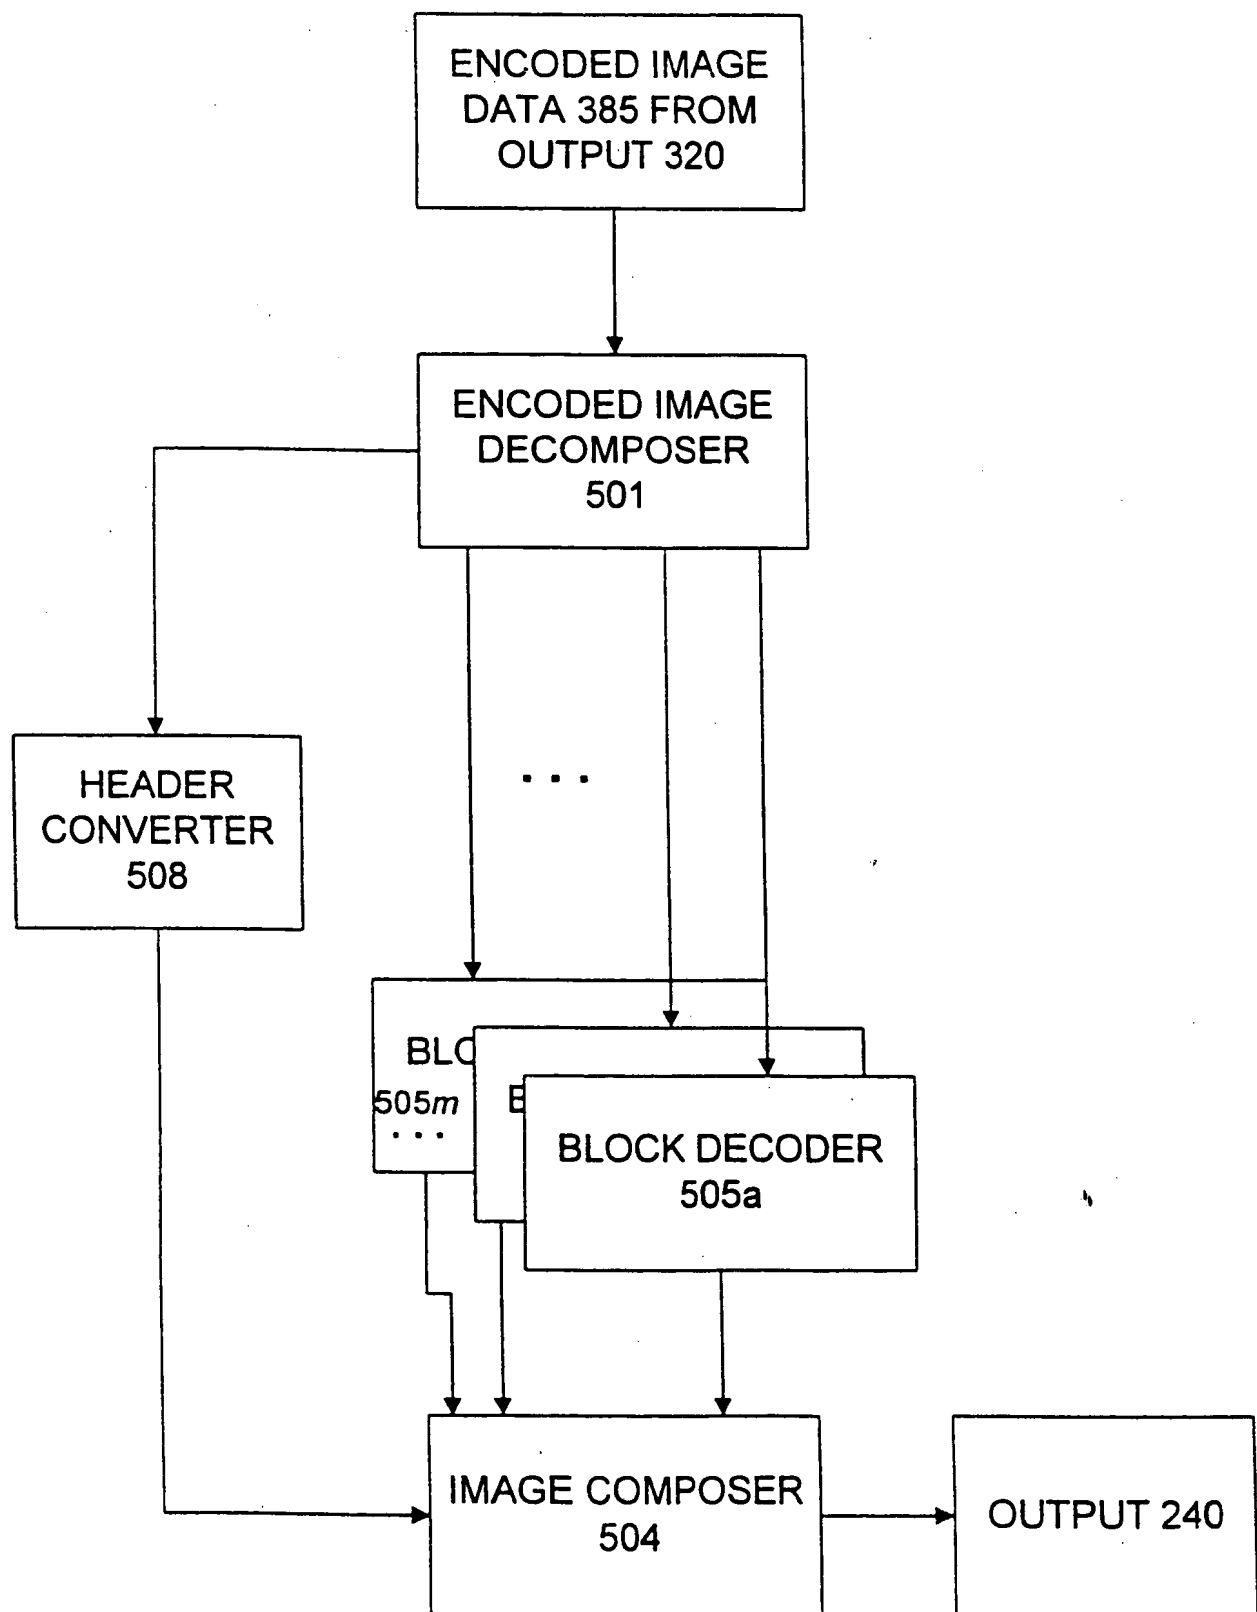 ENCODED IMAGE
DATA 385 FROM
OUTPUT 320
ENCODED IMAGE
DECOMPOSER
501
. . .
HEADER
CONVERTER
508
BLO
505m
. . .
B
BLOCK DECODER
505a
IMAGE COMPOSER
504
OUTPUT 240